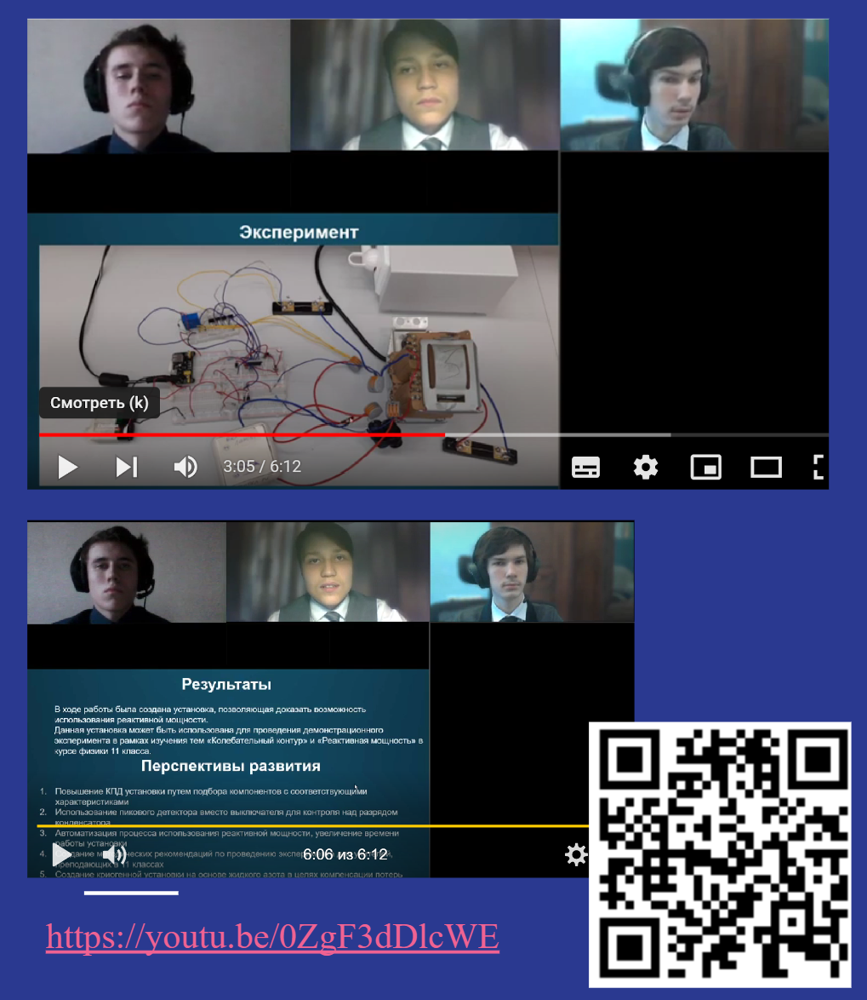 Эксперимент
Смотреть (k)
3:05 / 6:12
Результаты
В ходе работы была создана установка, позволяющая доказать возможность
использования реактивной мощности.
Данная установка может быть использована для проведения демонстрационного
эксперимента в рамках изучения тем «Колебательный контур» и «Реактивная мощность» в
курсе физики 11 класса.
Перспективы развития
1. Повышение КПД установки путем подбора компонентов с соответствующими
характеристиками
2. Использование пикового детектора вместо выключателя для контроля над разрядом
конденсатора
3. Автоматизация процесса использования реактивной мощности, увеличение времени
работы установки
4. рекомендаций по проведению
преподающих в 11 классах
6:06 из 6:12
5. Создание криогенной установки на основе жидкого азота в целях компенсации потерь
https://youtu.be/0ZgF3dDlcWE